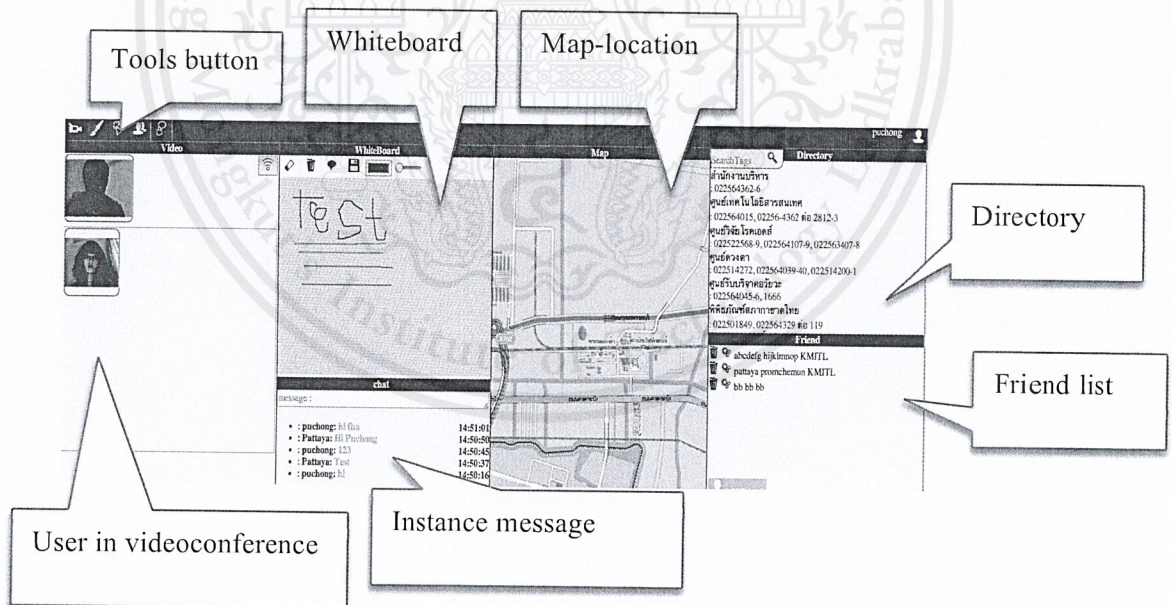 Tools button
Whiteboard
Map-location
puchong
Video
WhiteBoard
Map
SearchTags
Directory
สำนักงานบริหาร
: 022564362-6
ศูนย์เทคโนโลยีสารสนเทศ
: 022564015, 02256-4362 ต่อ 2812-3
ศูนย์วิจัยโรคเอดส์
: 022522568-9, 022564107-9, 022563407-8
ศูนย์ดวงตา
: 022514272, 022564039-40, 022514200-1
ศูนย์รับบริจาคอวัยวะ
: 022564045-6, 1666
พิพิธภัณฑ์สภากาชาดไทย
: 022501849, 022564329 ต่อ 119
Test
Directory
Friend
abcdefg hijklmnop KMITL
pattaya promchemun KMITL
bb bb bb
Friend list
chat
message :
: puchong: 14:51:01
: Pattaya: HI Puchong 14:50:50
: puchong: 123 14:50:45
: Pattaya: Test 14:50:37
: puchong: hl 14:50:16
User in videoconference
Instance message